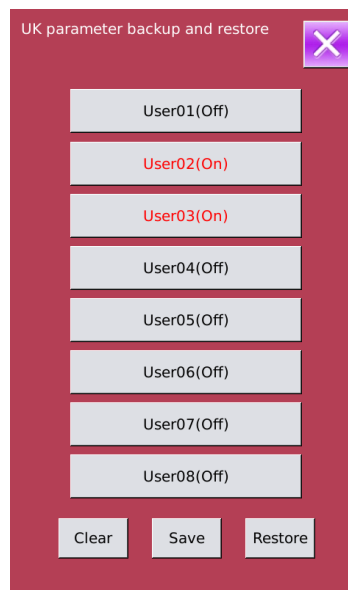 UK parameter backup and restore
User01(Off)
User02(On)
User03(On)
User04(Off)
User05(Off)
User06(Off)
User07(Off)
User08(Off)
Clear Save Restore